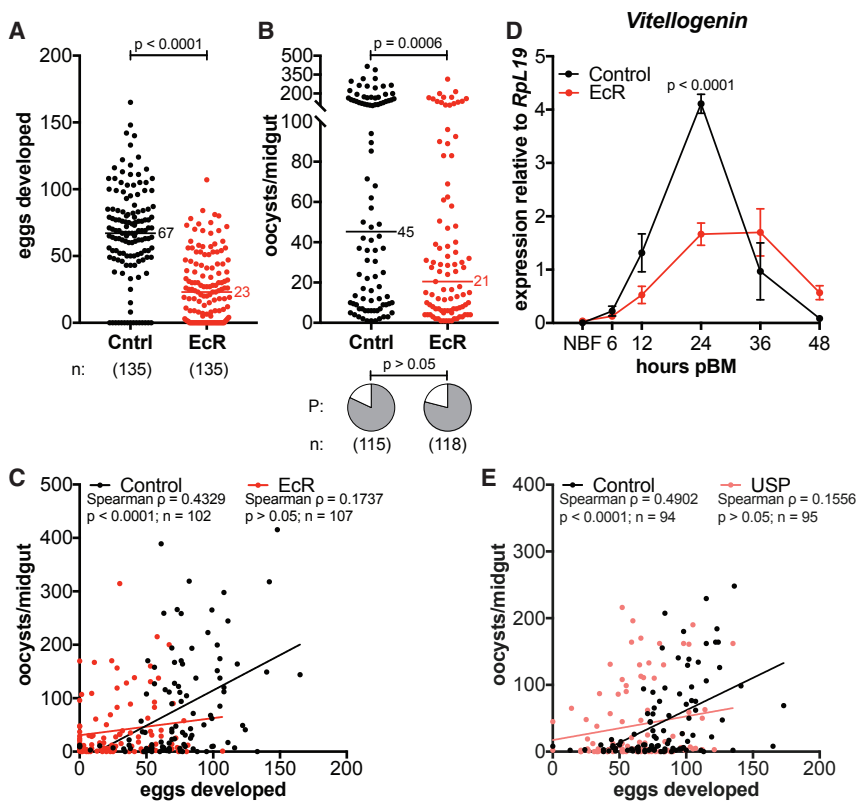 A
p < 0.0001
eggs developed
200
150
100
50
0
67
23
Cntrl
EcR
n:
(135)
(135)
B
p = 0.0006
oocysts/midgut
500
400
300
200
100
80
60
40
20
0
45
21
Cntrl
EcR
p > 0.05
P:
n:
(115)
(118)
D
Vitellogenin
Control
EcR
p < 0.0001
expression relative to RpL19
5
4
3
2
1
0
NBF
6
12
24
36
48
hours pBM
C
Control
Spearman ρ = 0.4329
p < 0.0001; n = 102
EcR
Spearman ρ = 0.1737
p > 0.05; n = 107
oocysts/midgut
500
400
300
200
100
0
0
50
100
150
200
eggs developed
E
Control
Spearman ρ = 0.4902
p < 0.0001; n = 94
USP
Spearman ρ = 0.1556
p > 0.05; n = 95
oocysts/midgut
400
300
200
100
0
0
50
100
150
200
eggs developed